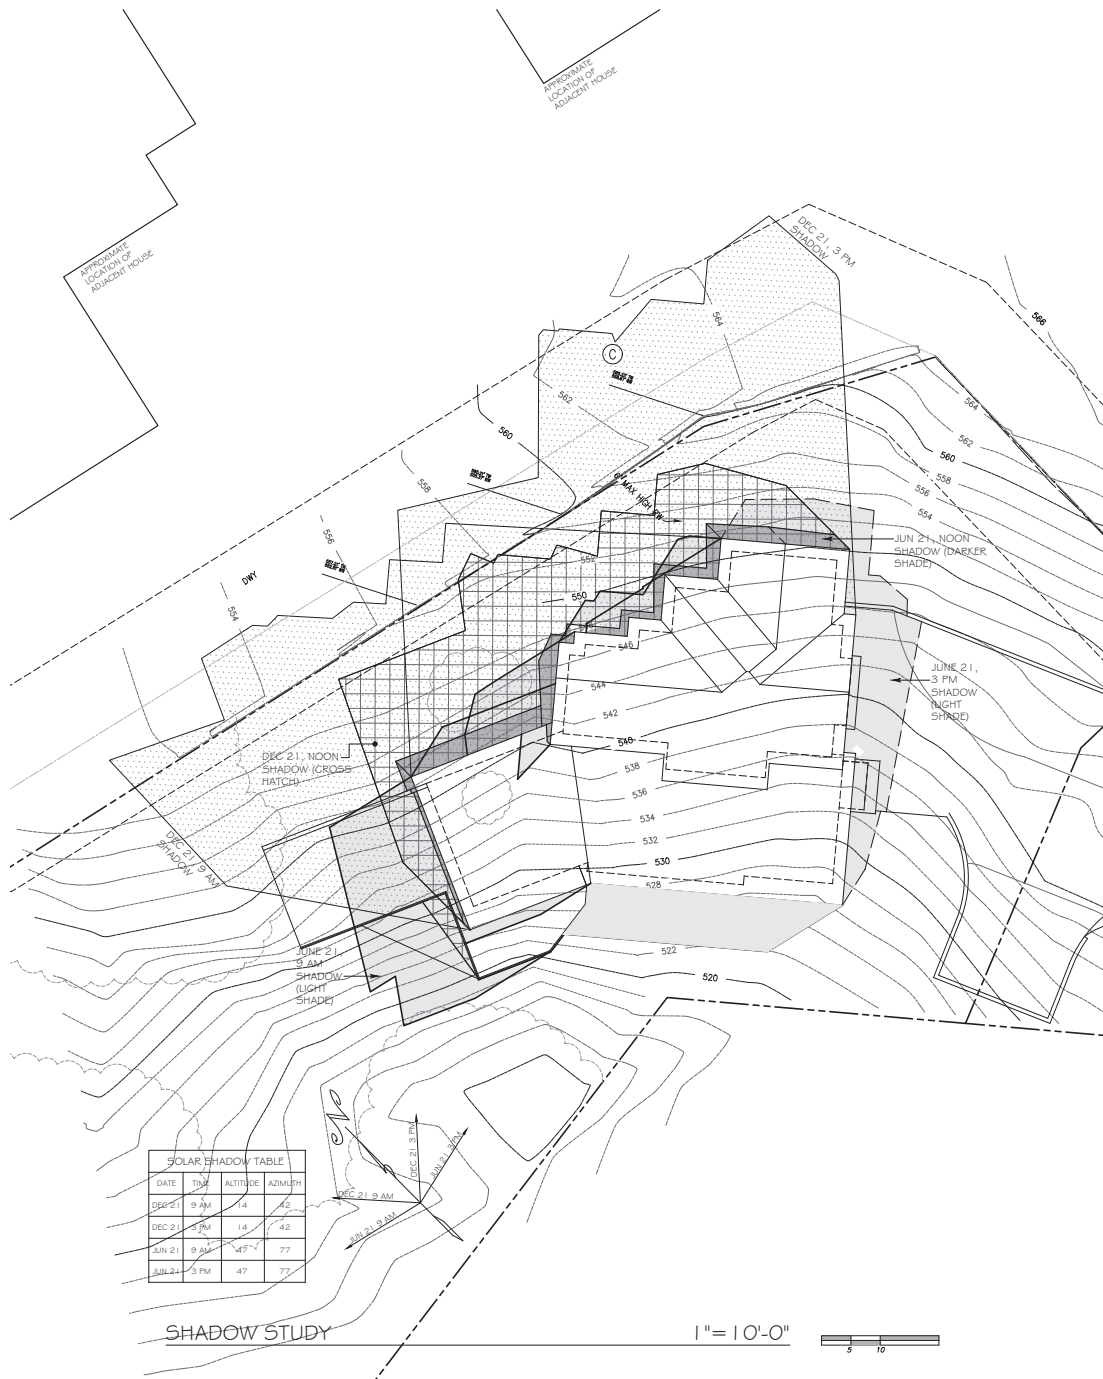 APPROXIMATE
LOCATION OF
ADJACENT HOUSE
APPROXIMATE
LOCATION OF
ADJACENT HOUSE
DEC 21, 3 PM
SHADOW
566
564
C
562
560
558
556
554
DWY
6' MAX HIGH RW
564
562
560
558
556
554
552
550
JUN 21, NOON
SHADOW (DARKER
SHADE)
546
544
542
540
538
536
534
532
530
528
522
520
JUNE 21,
3 PM
SHADOW
(LIGHT
SHADE)
DEC 21, NOON
SHADOW (CROSS
HATCH)
DEC 21, 9 AM
SHADOW
JUNE 21,
9 AM
SHADOW
(LIGHT
SHADE)
DEC 21 3 PM
JUN 21 3 PM
DEC 21 9 AM
JUN 21 9 AM
SOLAR SHADOW TABLE
DATE TIME ALTITUDE AZIMUTH
DEC 21 9 AM 14 42
DEC 21 3 PM 14 42
JUN 21 9 AM 47 77
JUN 21 3 PM 47 77
SHADOW STUDY 1"=10'-0"
5 10